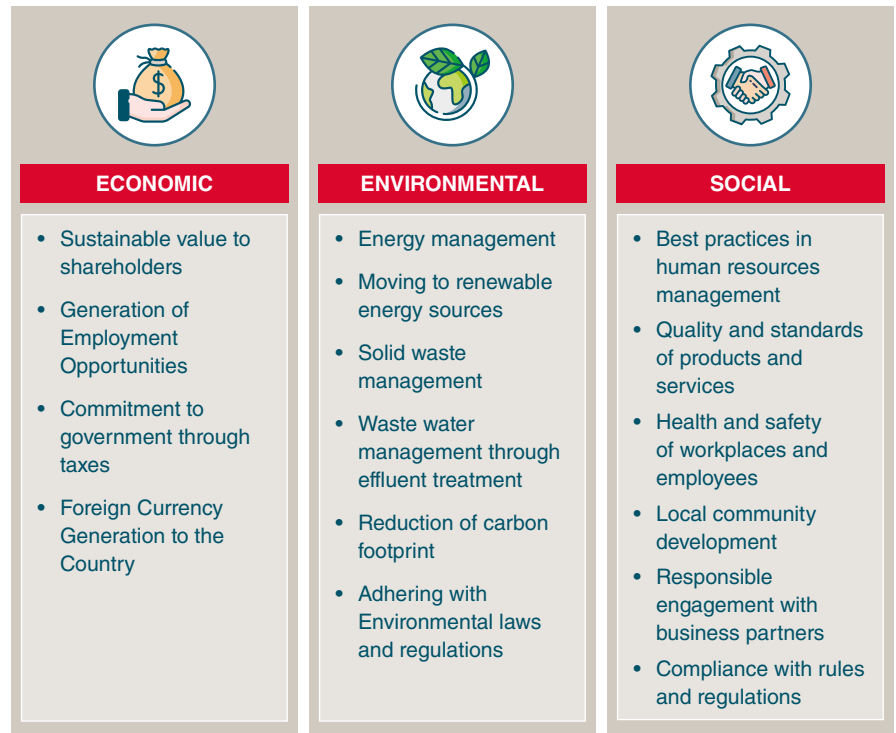 $
ECONOMIC
• Sustainable value to
shareholders
• Generation of
Employment
Opportunities
• Commitment to
government through
taxes
• Foreign Currency
Generation to the
Country
ENVIRONMENTAL
• Energy management
• Moving to renewable
energy sources
• Solid waste
management
• Waste water
management through
effluent treatment
• Reduction of carbon
footprint
• Adhering with
Environmental laws
and regulations
SOCIAL
• Best practices in
human resources
management
• Quality and standards
of products and
services
• Health and safety
of workplaces and
employees
• Local community
development
• Responsible
engagement with
business partners
• Compliance with rules
and regulations